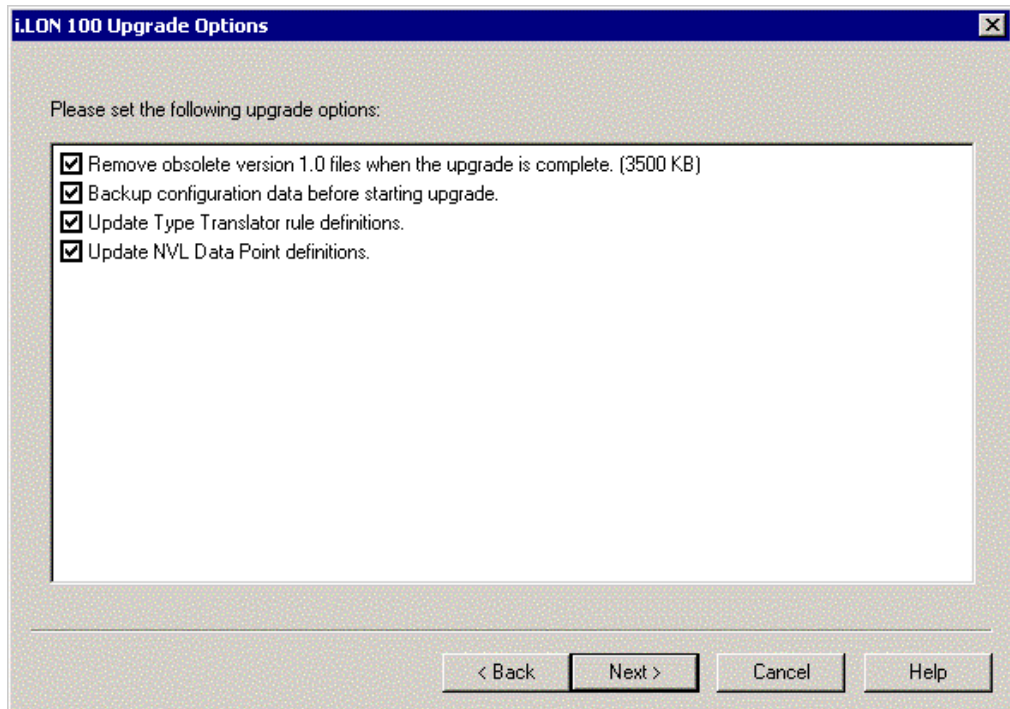 i.LON 100 Upgrade Options
Please set the following upgrade options:
Remove obsolete version 1.0 files when the upgrade is complete. (3500 KB)
Backup configuration data before starting upgrade.
Update Type Translator rule definitions.
Update NVL Data Point definitions.
< Back Next > Cancel Help